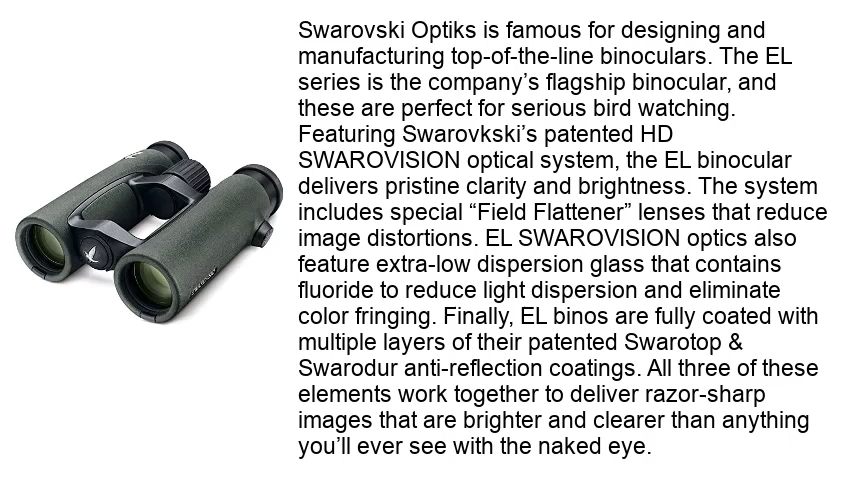 Swarovski Optiks is famous for designing and
manufacturing top-of-the-line binoculars. The EL
series is the company’s flagship binocular, and
these are perfect for serious bird watching.
Featuring Swarovkski’s patented HD
SWAROVISION optical system, the EL binocular
delivers pristine clarity and brightness. The system
includes special “Field Flattener” lenses that reduce
image distortions. EL SWAROVISION optics also
feature extra-low dispersion glass that contains
fluoride to reduce light dispersion and eliminate
color fringing. Finally, EL binos are fully coated with
multiple layers of their patented Swarotop &
Swarodur anti-reflection coatings. All three of these
elements work together to deliver razor-sharp
images that are brighter and clearer than anything
you’ll ever see with the naked eye.